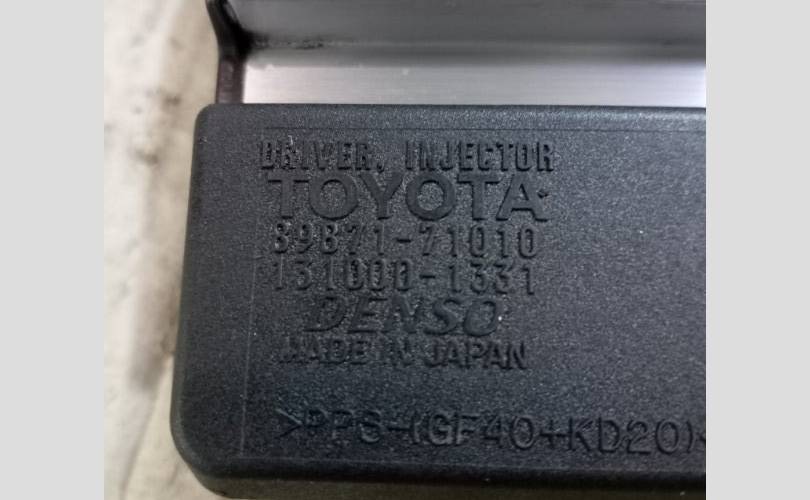 DRIVER, INJECTOR
TOYOTA
89871-71010
131000-1331
DENSO
MADE IN JAPAN
>PPS-(GF40+KD20)<